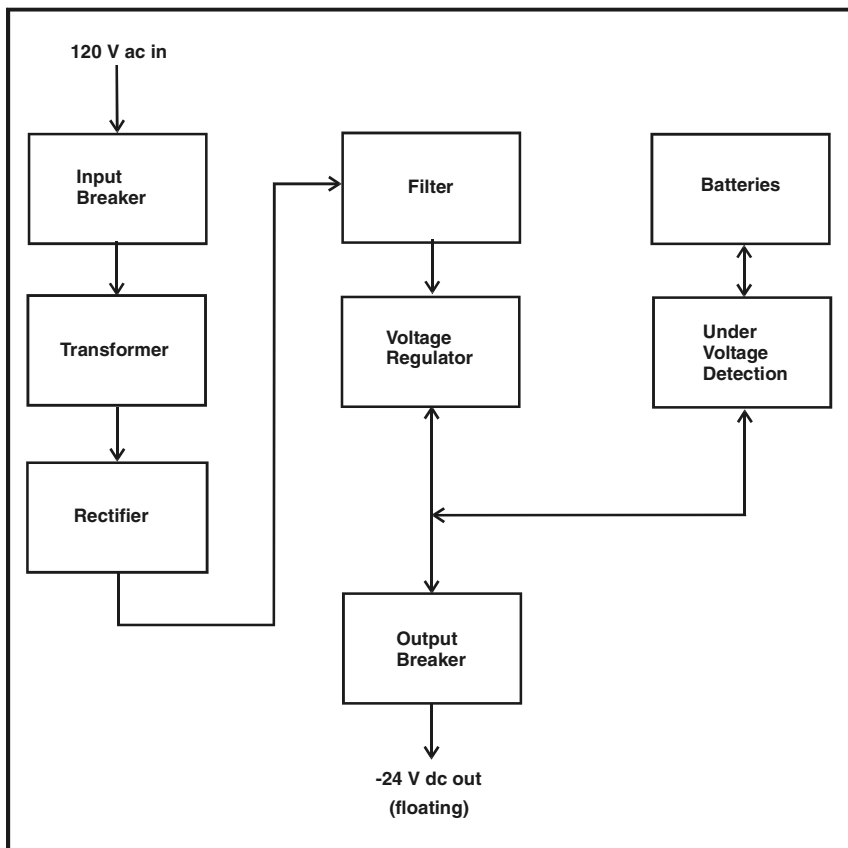 120 V ac in
Input
Breaker
Transformer
Rectifier
Filter
Voltage
Regulator
Output
Breaker
-24 V dc out
(floating)
Batteries
Under
Voltage
Detection